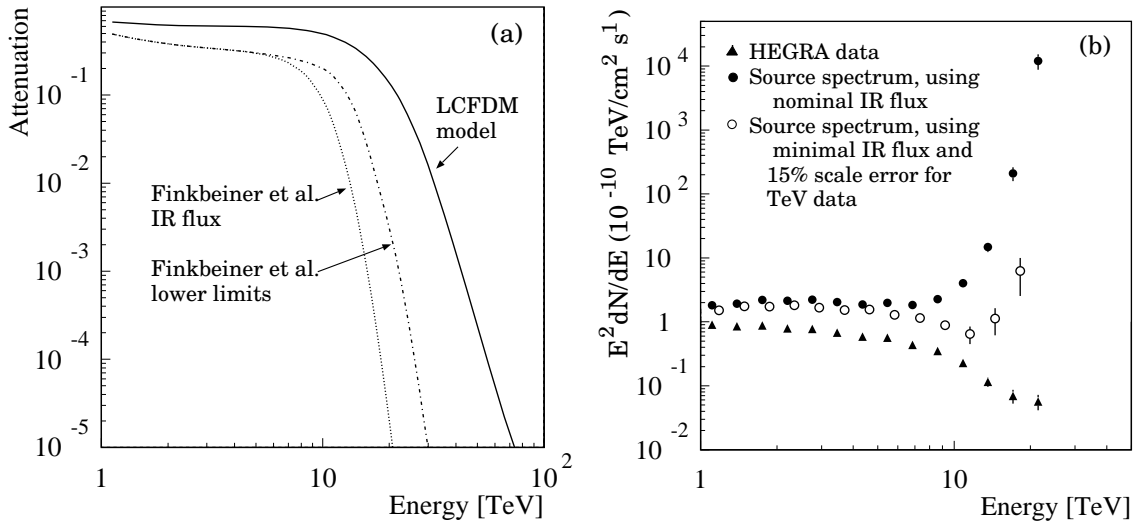 Attenuation
(a)
10^-1
10^-2
10^-3
10^-4
10^-5
1
10
10^2
Energy [TeV]
LCFDM
model
Finkbeiner et al.
IR flux
Finkbeiner et al.
lower limits
E^2 dN/dE (10^-10 TeV/cm^2 s^1)
(b)
HEGRA data
Source spectrum, using
nominal IR flux
Source spectrum, using
minimal IR flux and
15% scale error for
TeV data
10^4
10^3
10^2
10
1
10^-1
10^-2
1
10
Energy [TeV]